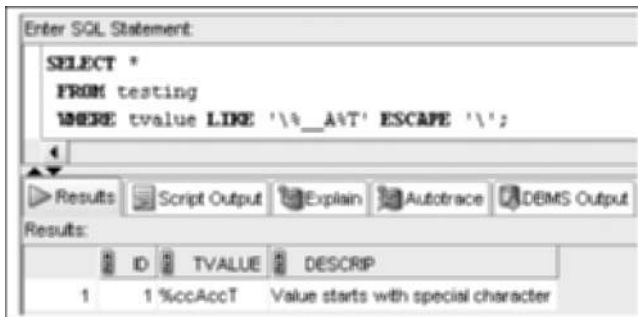 Enter SQL Statement:
SELECT *
FROM testing
WHERE tvalue LIKE '\%__A%T' ESCAPE '\';
Results Script Output Explain Autotrace DBMS Output
Results:
ID TVALUE DESCRIP
1 1 %ccAccT Value starts with special character